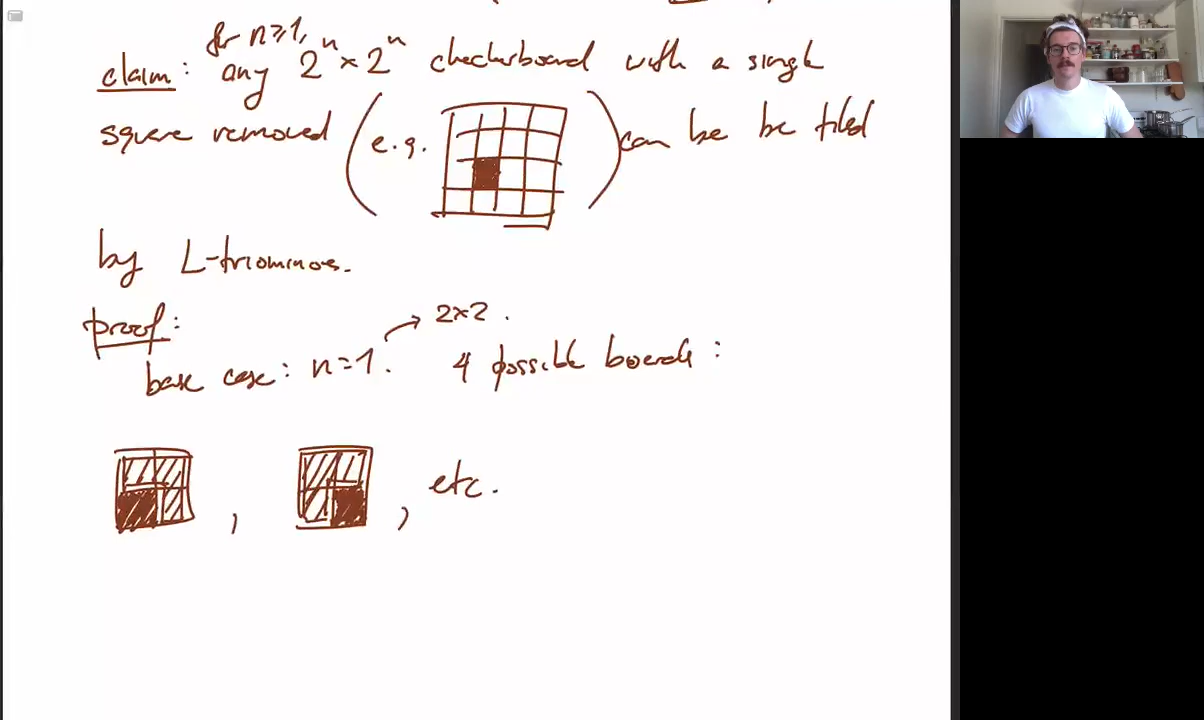 for n≥1,
claim: any 2ⁿ × 2ⁿ checkerboard with a single
square removed (e.g. ) can be be tiled
by L-triominoes.
proof:
base case: n=1. → 2×2. 4 possible boards:
, , etc.